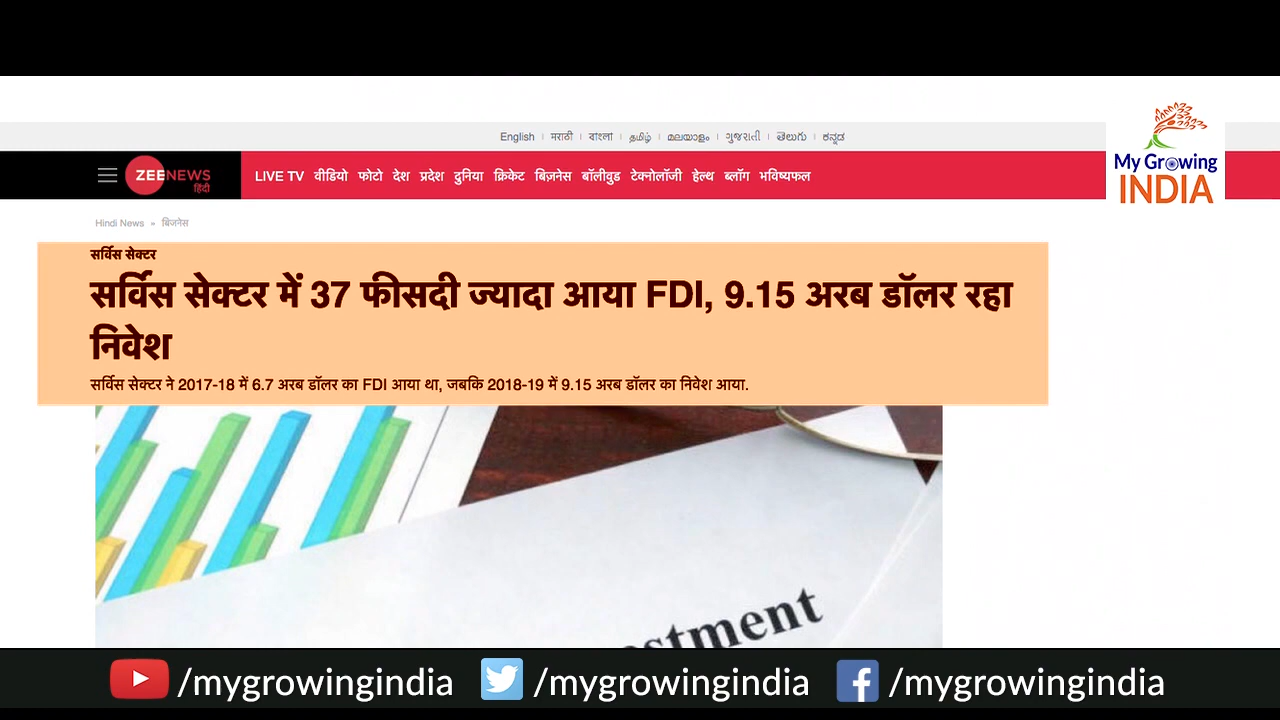 English | मराठी | বাংলা | தமிழ் | മലയാളം | ગુજરાતી | తెలుగు | ಕನ್ನಡ
My Growing
INDIA
ZEENEWS
हिंदी
LIVE TV वीडियो फोटो देश प्रदेश दुनिया क्रिकेट बिज़नेस बॉलीवुड टेक्नोलॉजी हेल्थ ब्लॉग भविष्यफल
Hindi News » बिजनेस
सर्विस सेक्टर
सर्विस सेक्टर में 37 फीसदी ज्यादा आया FDI, 9.15 अरब डॉलर रहा
निवेश
सर्विस सेक्टर ने 2017-18 में 6.7 अरब डॉलर का FDI आया था, जबकि 2018-19 में 9.15 अरब डॉलर का निवेश आया.
estment
/mygrowingindia /mygrowingindia /mygrowingindia